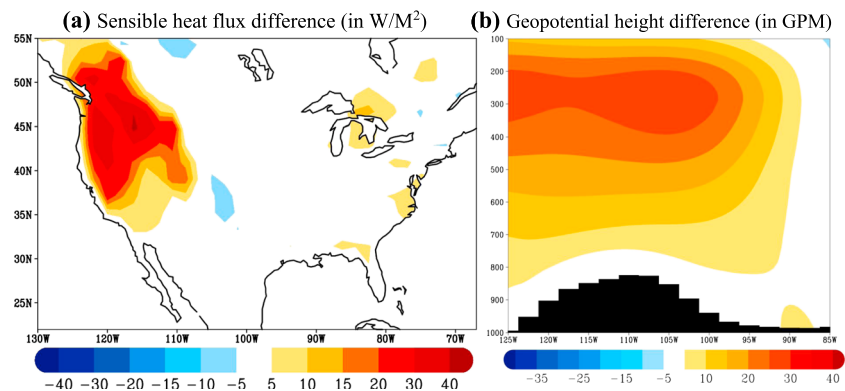 (a) Sensible heat flux difference (in W/M²)
(b) Geopotential height difference (in GPM)
55N
50N
45N
40N
35N
30N
25N
130W 120W 110W 100W 90W 80W 70W
−40 −20 −15 −10 −5 5 10 15 20 30 40
100
200
300
400
500
600
700
800
900
1000
125W 120W 115W 110W 105W 100W 95W 90W 85W
−35 −25 −15 −5 10 20 30 40